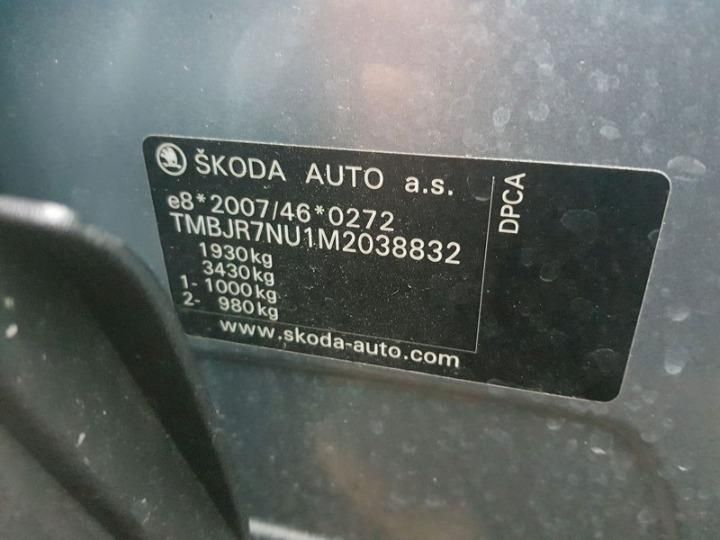 ŠKODA AUTO a.s.
e8*2007/46*0272
TMBJR7NU1M2038832
1930kg
3430kg
1- 1000kg
2- 980kg
www.skoda-auto.com
DPCA